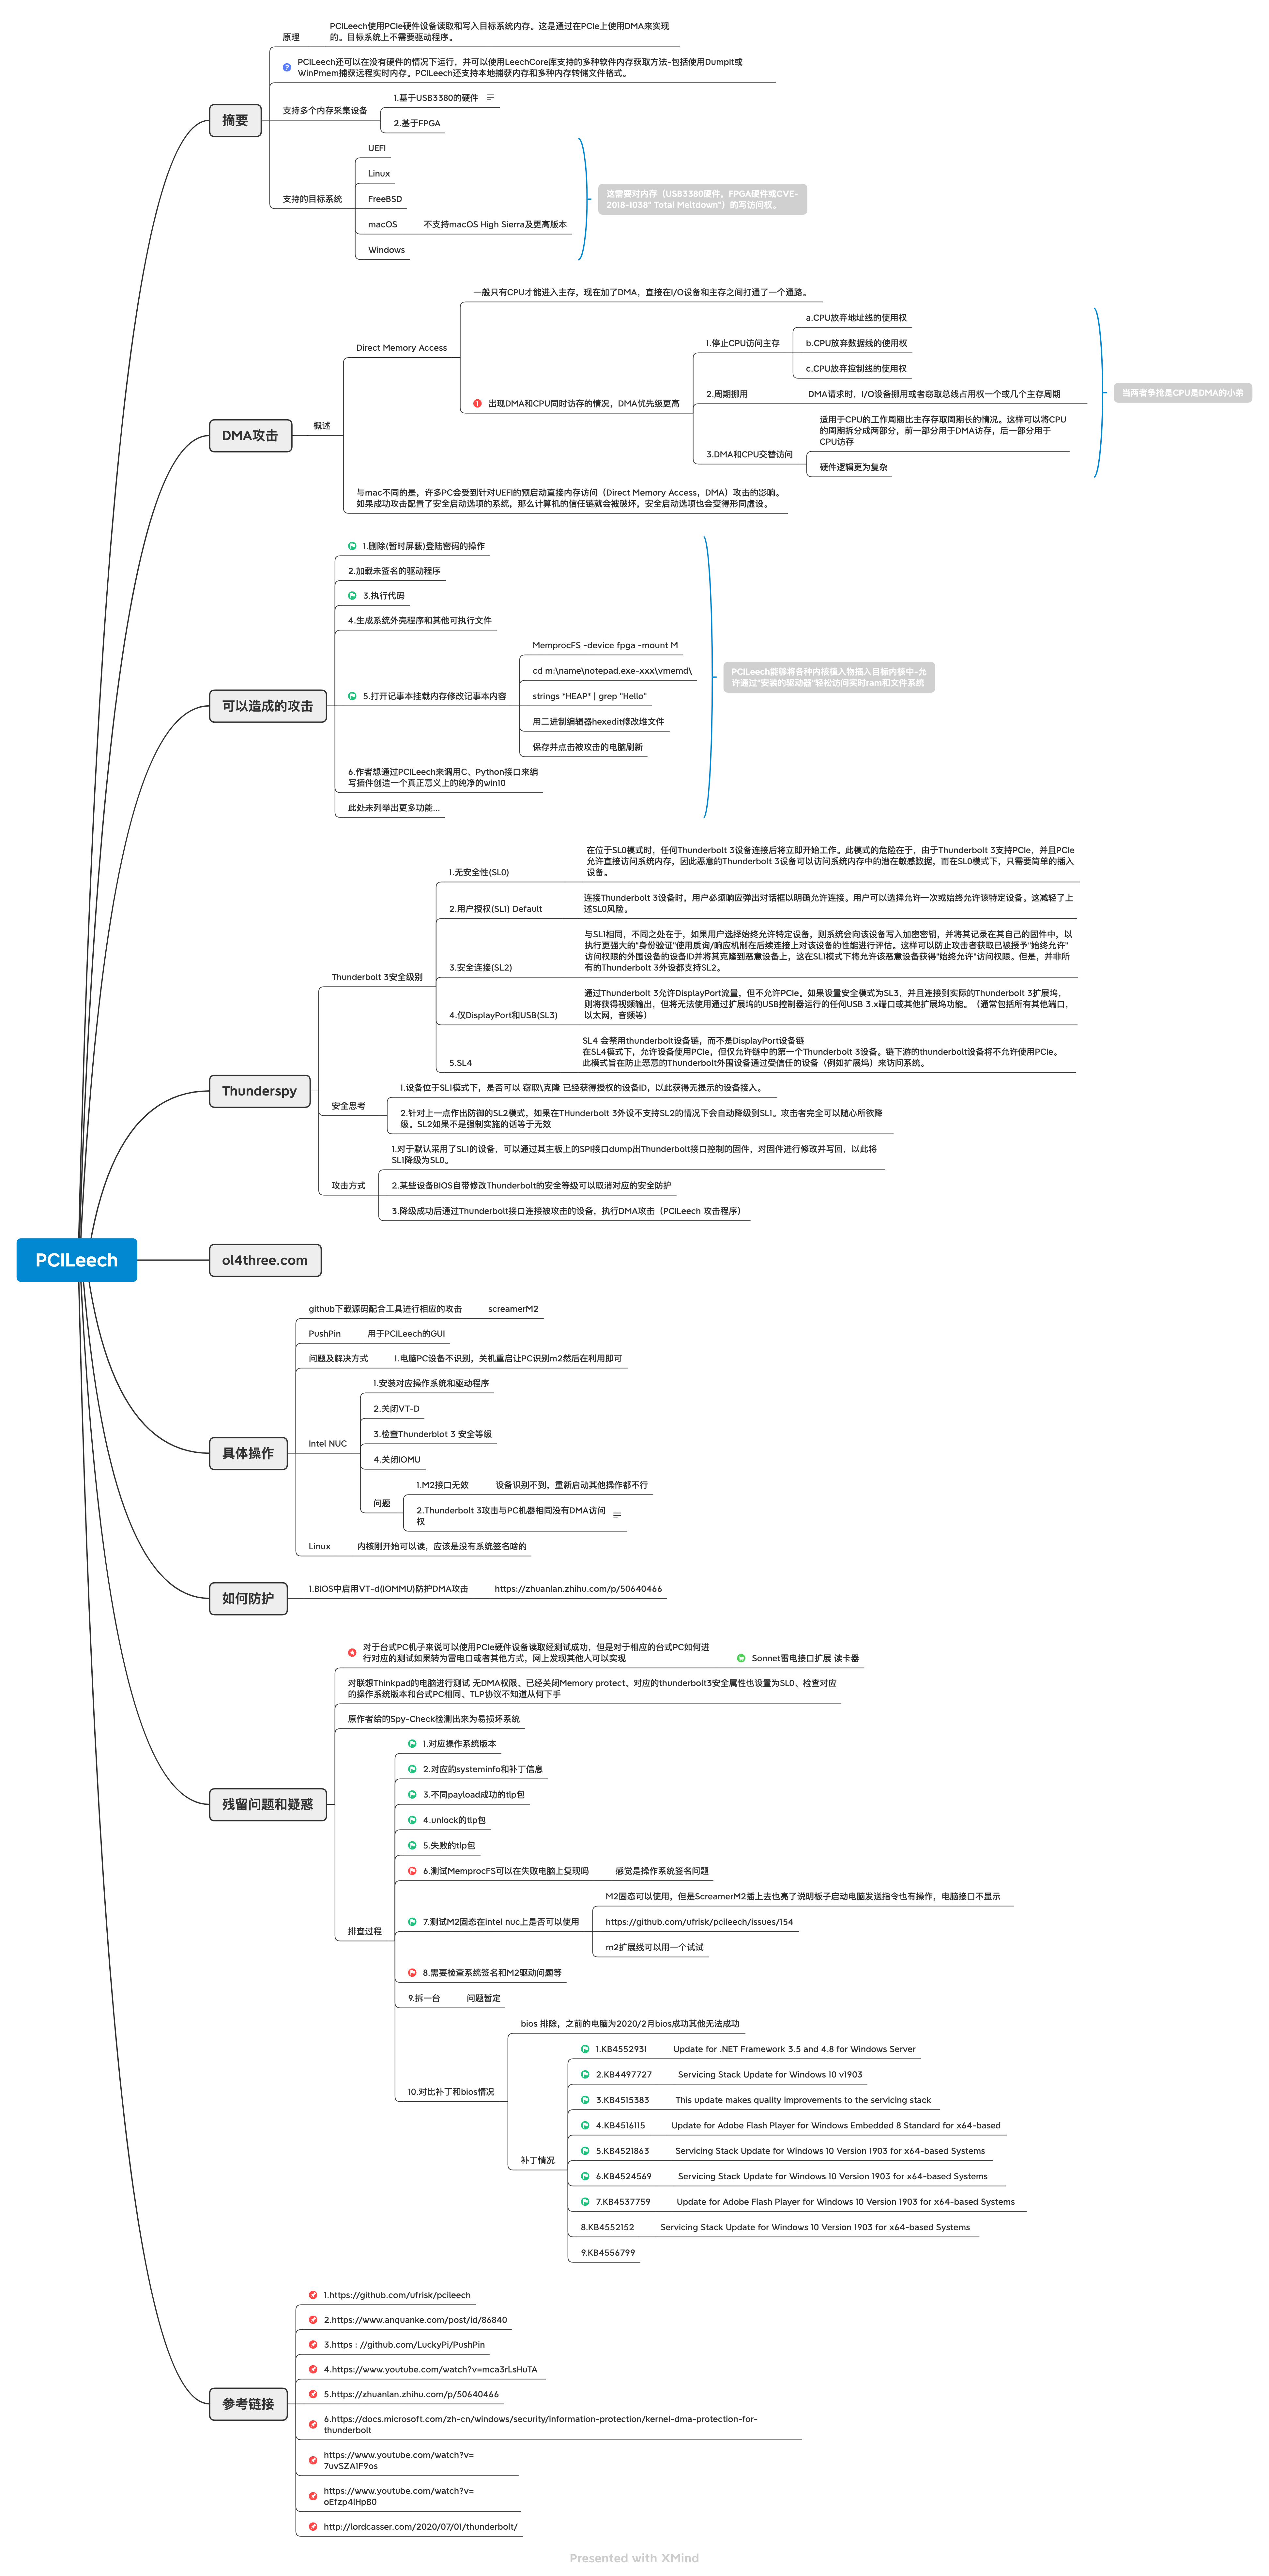 PCILeech
摘要
原理
PCILeech使用PCIe硬件设备读取和写入目标系统内存。这是通过在PCIe上使用DMA来实现
的。目标系统上不需要驱动程序。
PCILeech还可以在没有硬件的情况下运行，并可以使用LeechCore库支持的多种软件内存获取方法-包括使用DumpIt或
WinPmem捕获远程实时内存。PCILeech还支持本地捕获内存和多种内存转储文件格式。
支持多个内存采集设备
1.基于USB3380的硬件
2.基于FPGA
支持的目标系统
UEFI
Linux
FreeBSD
macOS
不支持macOS High Sierra及更高版本
Windows
这需要对内存（USB3380硬件，FPGA硬件或CVE-
2018-1038" Total Meltdown"）的写访问权。
DMA攻击
概述
Direct Memory Access
一般只有CPU才能进入主存，现在加了DMA，直接在I/O设备和主存之间打通了一个通路。
出现DMA和CPU同时访存的情况，DMA优先级更高
1.停止CPU访问主存
a.CPU放弃地址线的使用权
b.CPU放弃数据线的使用权
c.CPU放弃控制线的使用权
2.周期挪用
DMA请求时，I/O设备挪用或者窃取总线占用权一个或几个主存周期
3.DMA和CPU交替访问
适用于CPU的工作周期比主存存取周期长的情况。这样可以将CPU
的周期拆分成两部分，前一部分用于DMA访存，后一部分用于
CPU访存
硬件逻辑更为复杂
当两者争抢是CPU是DMA的小弟
与mac不同的是，许多PC会受到针对UEFI的预启动直接内存访问（Direct Memory Access，DMA）攻击的影响。
如果成功攻击配置了安全启动选项的系统，那么计算机的信任链就会被破坏，安全启动选项也会变得形同虚设。
可以造成的攻击
1.删除(暂时屏蔽)登陆密码的操作
2.加载未签名的驱动程序
3.执行代码
4.生成系统外壳程序和其他可执行文件
5.打开记事本挂载内存修改记事本内容
MemprocFS -device fpga -mount M
cd m:\name\notepad.exe-xxx\vmemd\
strings *HEAP* | grep "Hello"
用二进制编辑器hexedit修改堆文件
保存并点击被攻击的电脑刷新
6.作者想通过PCILeech来调用C、Python接口来编
写插件创造一个真正意义上的纯净的win10
此处未列举出更多功能...
PCILeech能够将各种内核植入物插入目标内核中-允
许通过"安装的驱动器"轻松访问实时ram和文件系统
Thunderspy
Thunderbolt 3安全级别
1.无安全性(SL0)
在位于SL0模式时，任何Thunderbolt 3设备连接后将立即开始工作。此模式的危险在于，由于Thunderbolt 3支持PCIe，并且PCIe
允许直接访问系统内存，因此恶意的Thunderbolt 3设备可以访问系统内存中的潜在敏感数据，而在SL0模式下，只需要简单的插入
设备。
2.用户授权(SL1) Default
连接Thunderbolt 3设备时，用户必须响应弹出对话框以明确允许连接。用户可以选择允许一次或始终允许该特定设备。这减轻了上
述SL0风险。
3.安全连接(SL2)
与SL1相同，不同之处在于，如果用户选择始终允许特定设备，则系统会向该设备写入加密密钥，并将其记录在其自己的固件中，以
执行更强大的"身份验证"使用质询/响应机制在后续连接上对该设备的性能进行评估。这样可以防止攻击者获取已被授予"始终允许"
访问权限的外围设备的设备ID并将其克隆到恶意设备上，这在SL1模式下将允许该恶意设备获得"始终允许"访问权限。但是，并非所
有的Thunderbolt 3外设都支持SL2。
4.仅DisplayPort和USB(SL3)
通过Thunderbolt 3允许DisplayPort流量，但不允许PCIe。如果设置安全模式为SL3，并且连接到实际的Thunderbolt 3扩展坞，
则将获得视频输出，但将无法使用通过扩展坞的USB控制器运行的任何USB 3.x端口或其他扩展坞功能。（通常包括所有其他端口，
以太网，音频等）
5.SL4
SL4 会禁用thunderbolt设备链，而不是DisplayPort设备链
在SL4模式下，允许设备使用PCIe，但仅允许链中的第一个Thunderbolt 3设备。链下游的thunderbolt设备将不允许使用PCIe。
此模式旨在防止恶意的Thunderbolt外围设备通过受信任的设备（例如扩展坞）来访问系统。
安全思考
1.设备位于SL1模式下，是否可以 窃取\克隆 已经获得授权的设备ID，以此获得无提示的设备接入。
2.针对上一点作出防御的SL2模式，如果在THunderbolt 3外设不支持SL2的情况下会自动降级到SL1。攻击者完全可以随心所欲降
级。SL2如果不是强制实施的话等于无效
攻击方式
1.对于默认采用了SL1的设备，可以通过其主板上的SPI接口dump出Thunderbolt接口控制的固件，对固件进行修改并写回，以此将
SL1降级为SL0。
2.某些设备BIOS自带修改Thunderbolt的安全等级可以取消对应的安全防护
3.降级成功后通过Thunderbolt接口连接被攻击的设备，执行DMA攻击（PCILeech 攻击程序）
ol4three.com
具体操作
github下载源码配合工具进行相应的攻击
screamerM2
PushPin
用于PCILeech的GUI
问题及解决方式
1.电脑PC设备不识别，关机重启让PC识别m2然后在利用即可
Intel NUC
1.安装对应操作系统和驱动程序
2.关闭VT-D
3.检查Thunderblot 3 安全等级
4.关闭IOMU
问题
1.M2接口无效
设备识别不到，重新启动其他操作都不行
2.Thunderbolt 3攻击与PC机器相同没有DMA访问
权
Linux
内核刚开始可以读，应该是没有系统签名啥的
如何防护
1.BIOS中启用VT-d(IOMMU)防护DMA攻击
https://zhuanlan.zhihu.com/p/50640466
残留问题和疑惑
对于台式PC机子来说可以使用PCIe硬件设备读取经测试成功，但是对于相应的台式PC如何进
行对应的测试如果转为雷电口或者其他方式，网上发现其他人可以实现
Sonnet雷电接口扩展 读卡器
对联想Thinkpad的电脑进行测试 无DMA权限、已经关闭Memory protect、对应的thunderbolt3安全属性也设置为SL0、检查对应
的操作系统版本和台式PC相同、TLP协议不知道从何下手
原作者给的Spy-Check检测出来为易损坏系统
排查过程
1.对应操作系统版本
2.对应的systeminfo和补丁信息
3.不同payload成功的tlp包
4.unlock的tlp包
5.失败的tlp包
6.测试MemprocFS可以在失败电脑上复现吗
感觉是操作系统签名问题
7.测试M2固态在intel nuc上是否可以使用
M2固态可以使用，但是ScreamerM2插上去也亮了说明板子启动电脑发送指令也有操作，电脑接口不显示
https://github.com/ufrisk/pcileech/issues/154
m2扩展线可以用一个试试
8.需要检查系统签名和M2驱动问题等
9.拆一台
问题暂定
10.对比补丁和bios情况
bios 排除，之前的电脑为2020/2月bios成功其他无法成功
补丁情况
1.KB4552931
Update for .NET Framework 3.5 and 4.8 for Windows Server
2.KB4497727
Servicing Stack Update for Windows 10 v1903
3.KB4515383
This update makes quality improvements to the servicing stack
4.KB4516115
Update for Adobe Flash Player for Windows Embedded 8 Standard for x64-based
5.KB4521863
Servicing Stack Update for Windows 10 Version 1903 for x64-based Systems
6.KB4524569
Servicing Stack Update for Windows 10 Version 1903 for x64-based Systems
7.KB4537759
Update for Adobe Flash Player for Windows 10 Version 1903 for x64-based Systems
8.KB4552152
Servicing Stack Update for Windows 10 Version 1903 for x64-based Systems
9.KB4556799
参考链接
1.https://github.com/ufrisk/pcileech
2.https://www.anquanke.com/post/id/86840
3.https : //github.com/LuckyPi/PushPin
4.https://www.youtube.com/watch?v=mca3rLsHuTA
5.https://zhuanlan.zhihu.com/p/50640466
6.https://docs.microsoft.com/zh-cn/windows/security/information-protection/kernel-dma-protection-for-
thunderbolt
https://www.youtube.com/watch?v=
7uvSZA1F9os
https://www.youtube.com/watch?v=
oEfzp4lHpB0
http://lordcasser.com/2020/07/01/thunderbolt/
Presented with XMind